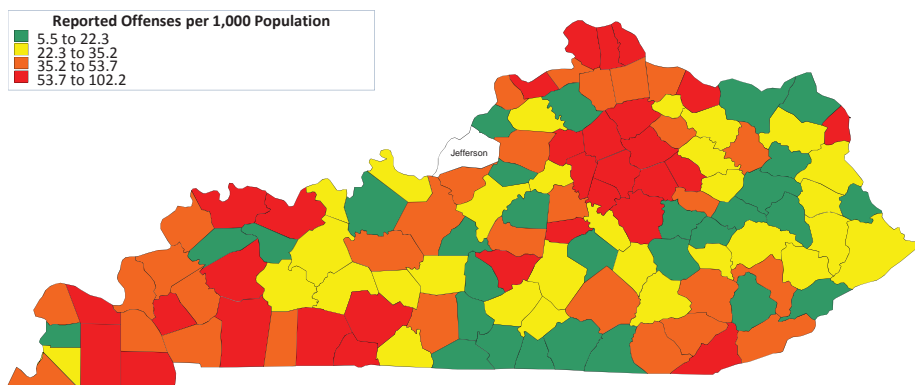 Reported Offenses per 1,000 Population
5.5 to 22.3
22.3 to 35.2
35.2 to 53.7
53.7 to 102.2
Jefferson